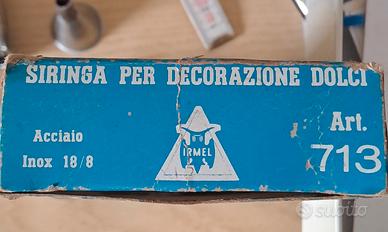 SIRINGA PER DECORAZIONE DOLCI
Acciaio
Inox 18/8
IRMEL
Art.
713
subito